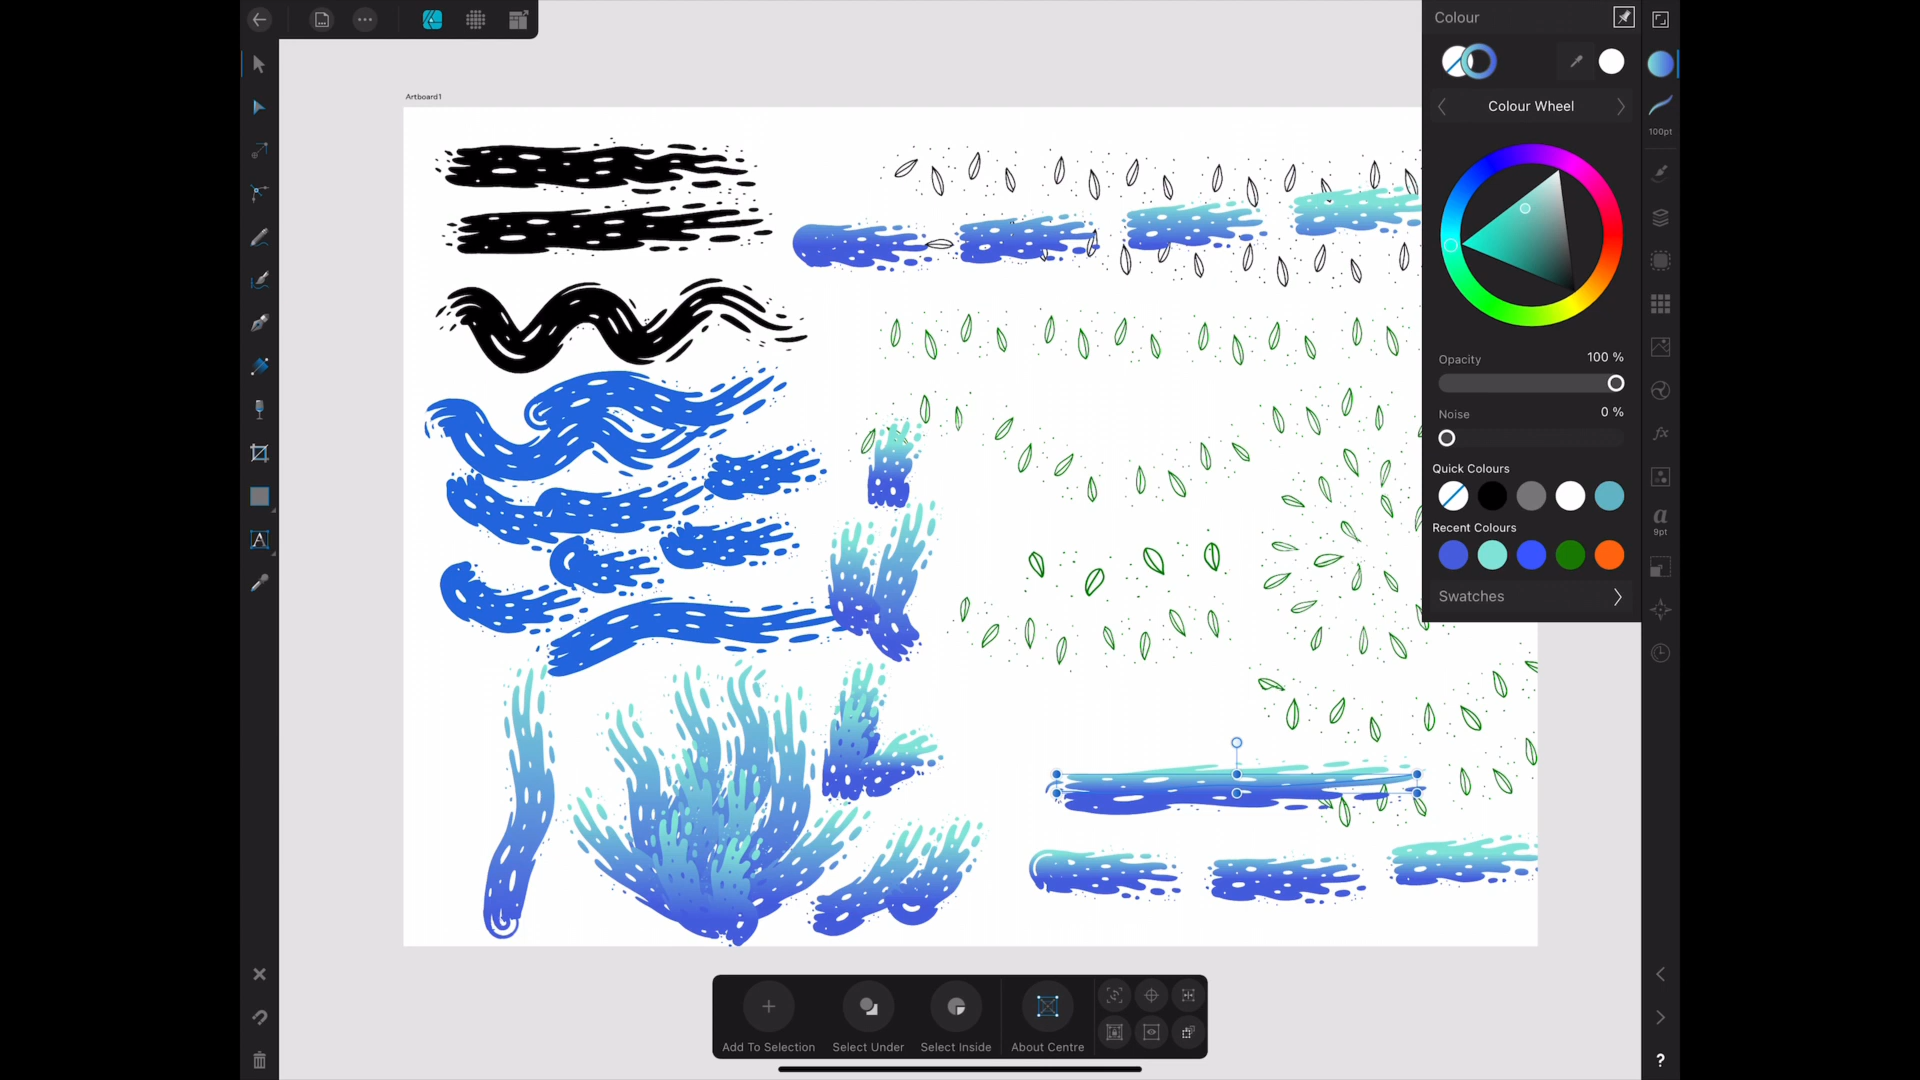 Colour
Artboard1
Colour Wheel
100pt
Opacity
100 %
Noise
0 %
Quick Colours
a
9pt
Recent Colours
fx
A
Swatches
Add To Selection
Select Under
Select Inside
About Centre
?